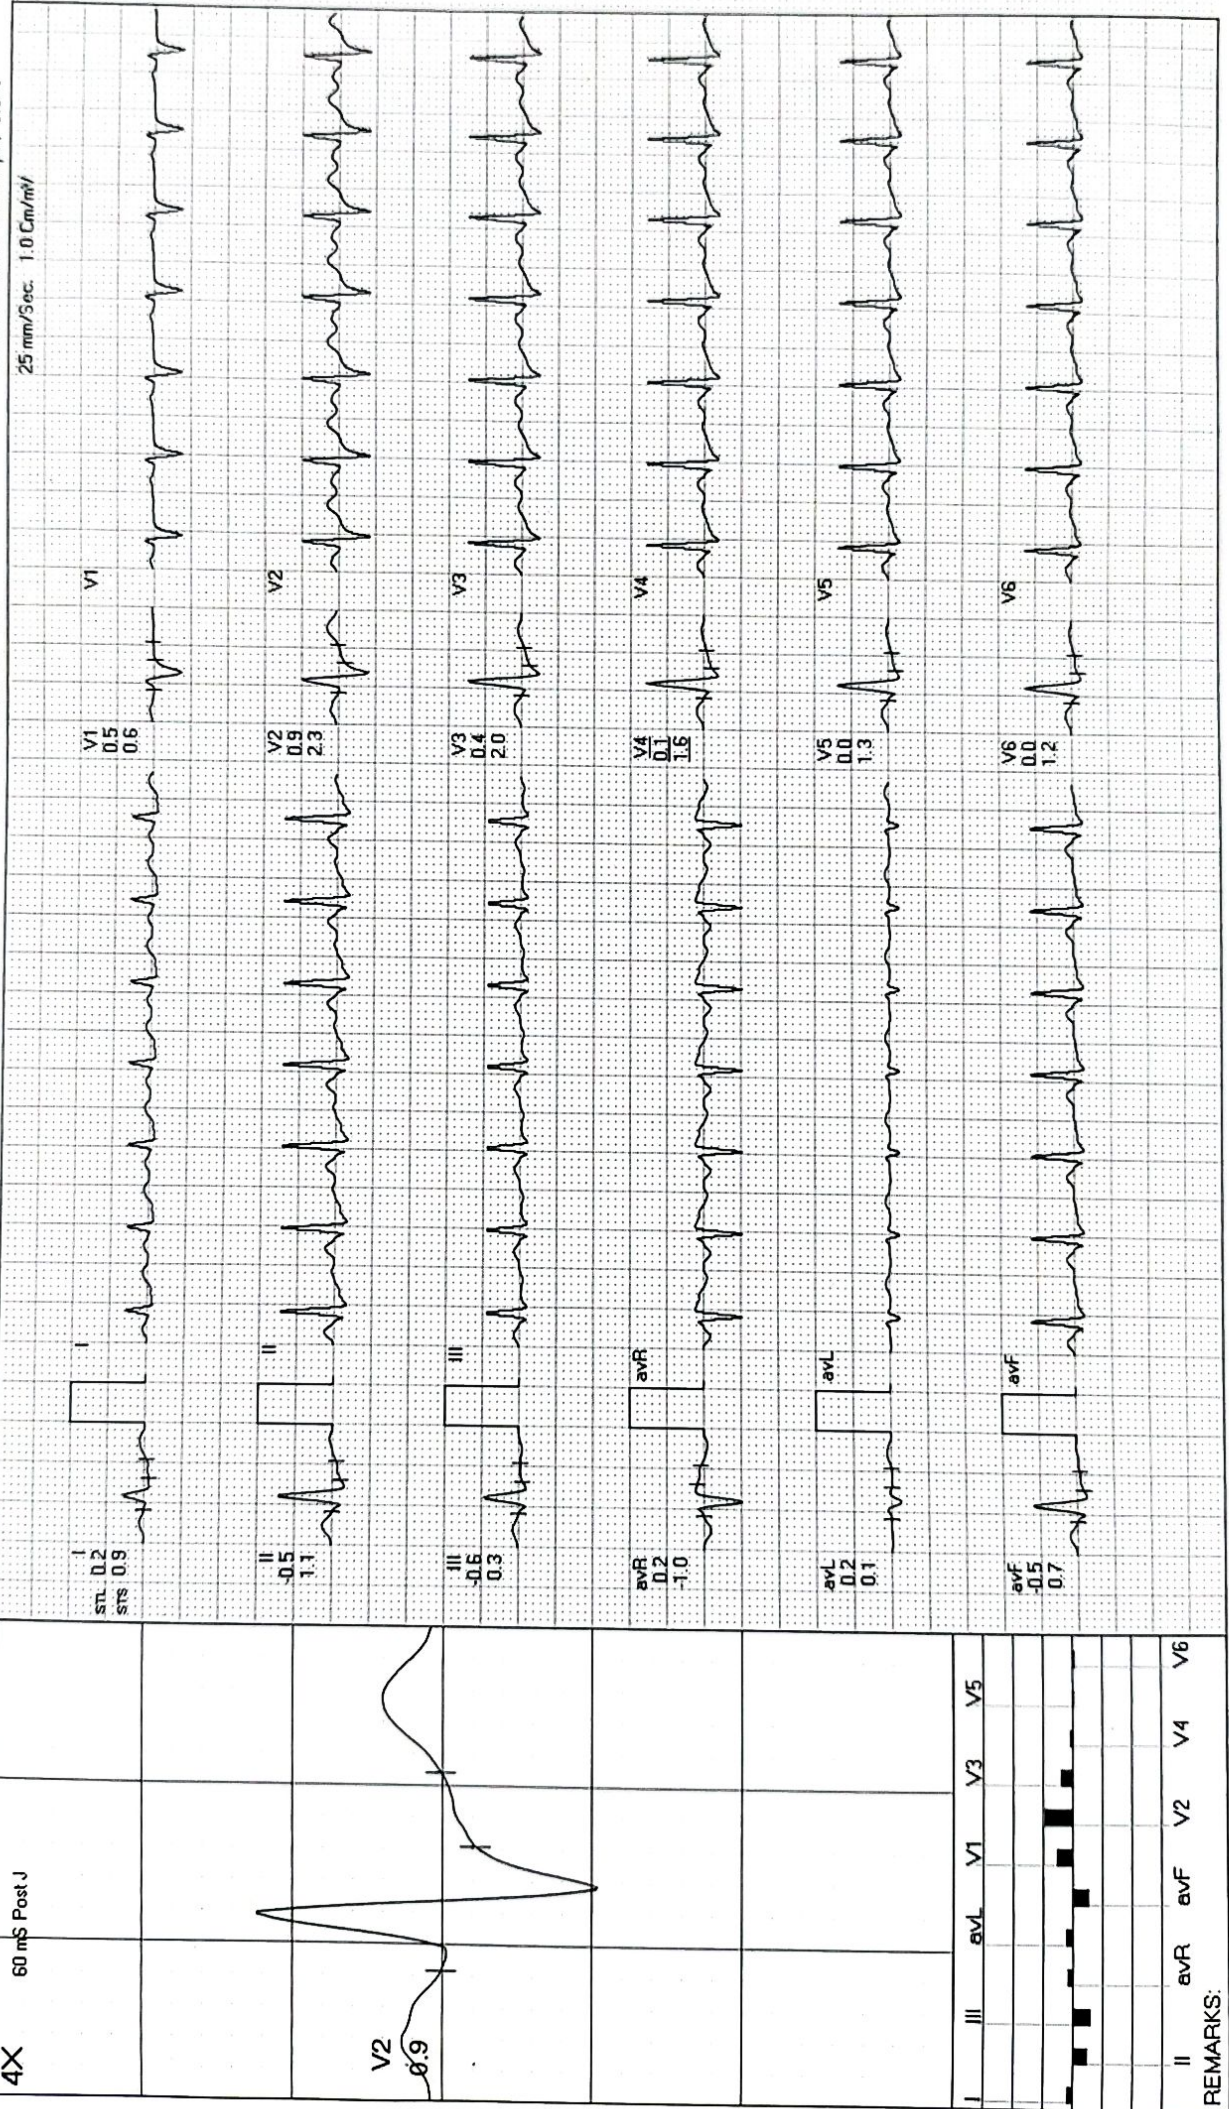 4X
60 mS Post J
25 mm/Sec. 1.0 Cm/mV
V2
0.9
I
STL 0.2
STS 0.9
I
V1
0.5
0.6
V1
II
-0.5
1.1
II
V2
0.9
2.3
V2
III
-0.6
0.3
III
V3
0.4
2.0
V3
avR
0.2
-1.0
avR
V4
0.1
1.6
V4
avL
0.2
0.1
avL
V5
0.0
1.3
V5
avF
-0.5
0.7
avF
V6
0.0
1.2
V6
I III avL V1 V3 V5
II avR avF V2 V4 V6
REMARKS: